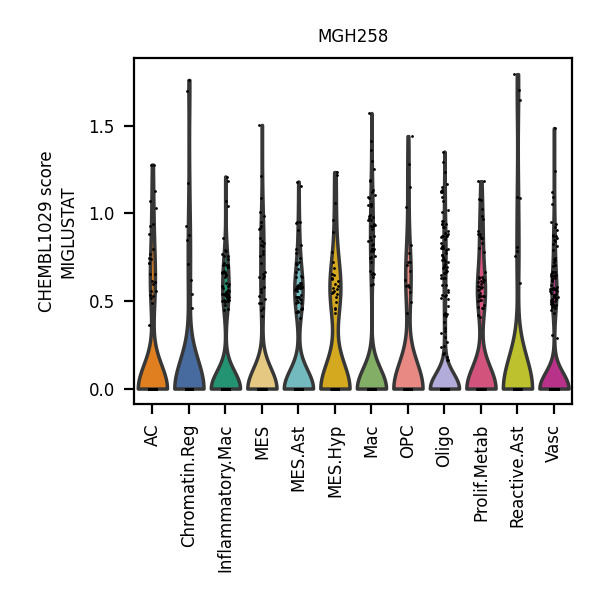 MGH258
CHEMBL1029 score
MIGLUSTAT
1.5
1.0
0.5
0.0
AC
Chromatin.Reg
Inflammatory.Mac
MES
MES.Ast
MES.Hyp
Mac
OPC
Oligo
Prolif.Metab
Reactive.Ast
Vasc